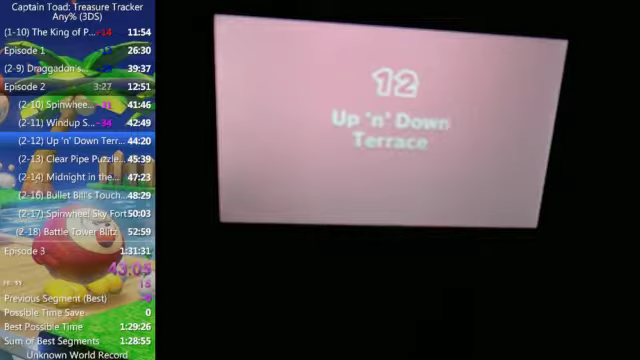 Captain Toad: Treasure Tracker
Any% (3DS)
(1-10) The King of P... -14 11:54
Episode 1 26:30
(2-9) Draggadon's 39:37
Episode 2 3:27 12:51
(2-10) Spinwhee... 41:46
(2-11) Windup S... -34 42:49
(2-12) Up 'n' Down Terr... 44:20
(2-13) Clear Pipe Puzzle... 45:39
(2-14) Midnight in the... 47:23
(2-16) Bullet Bill's Touch... 48:29
(2-17) Spinwheel Sky Fort 50:03
(2-18) Battle Tower Blitz 52:59
Episode 3 1:31:31
43:05
15
Previous Segment (Best)
Possible Time Save 0
Best Possible Time 1:29:26
Sum of Best Segments 1:28:55
Unknown World Record
12
Up 'n' Down
Terrace